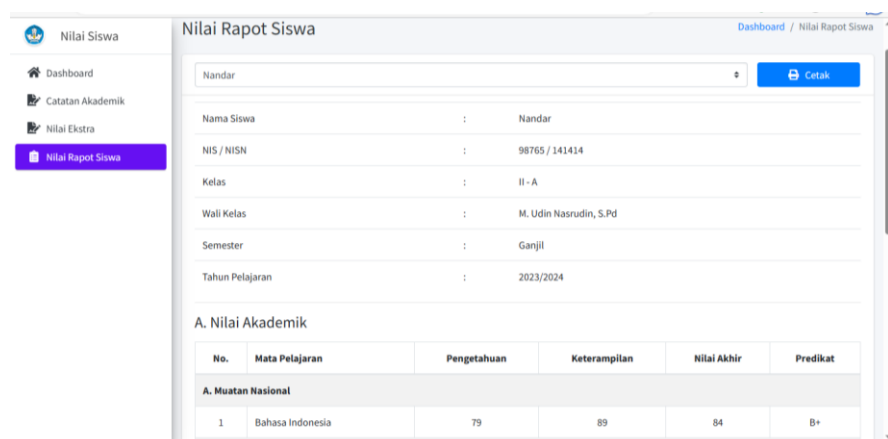 Nilai Siswa
Dashboard
Catatan Akademik
Nilai Ekstra
Nilai Rapot Siswa
Nilai Rapot Siswa
Dashboard / Nilai Rapot Siswa
Nandar
Cetak
Nama Siswa : Nandar
NIS / NISN : 98765 / 141414
Kelas : II - A
Wali Kelas : M. Udin Nasrudin, S.Pd
Semester : Ganjil
Tahun Pelajaran : 2023/2024
A. Nilai Akademik
No. Mata Pelajaran Pengetahuan Keterampilan Nilai Akhir Predikat
A. Muatan Nasional
1 Bahasa Indonesia 79 89 84 B+